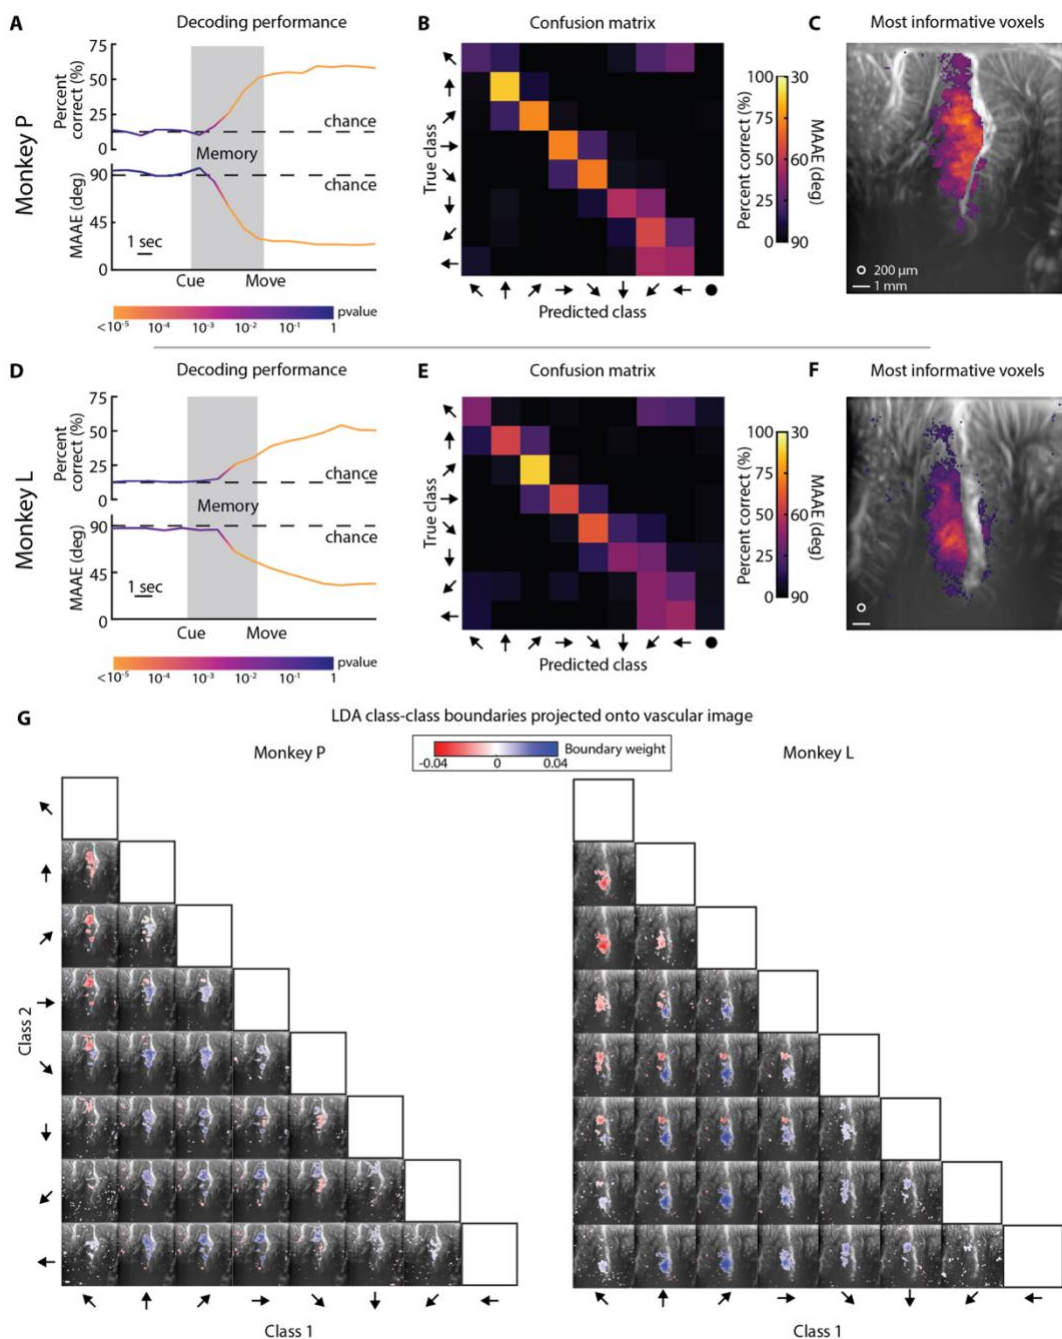 A
Decoding performance
B
Confusion matrix
C
Most informative voxels
Monkey P
Percent correct (%)
75
50
25
0
chance
Memory
MAAE (deg)
90
45
0
chance
1 sec
Cue
Move
<10-5
10-4
10-3
10-2
10-1
1
pvalue
True class
Predicted class
Percent correct (%)
100
75
50
25
0
MAAE (deg)
30
60
90
200 µm
1 mm
D
Decoding performance
E
Confusion matrix
F
Most informative voxels
Monkey L
Percent correct (%)
75
50
25
0
chance
Memory
MAAE (deg)
90
45
0
chance
1 sec
Cue
Move
<10-5
10-4
10-3
10-2
10-1
1
pvalue
True class
Predicted class
Percent correct (%)
100
75
50
25
0
MAAE (deg)
30
60
90
G
LDA class-class boundaries projected onto vascular image
Monkey P
-0.04
0
0.04
Boundary weight
Monkey L
Class 2
Class 1
Class 1